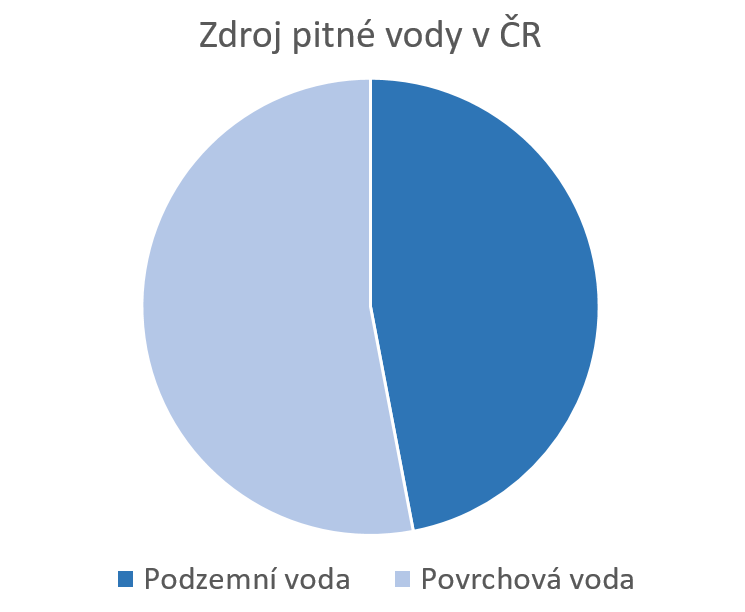 Zdroj pitné vody v ČR
Podzemní voda
Povrchová voda